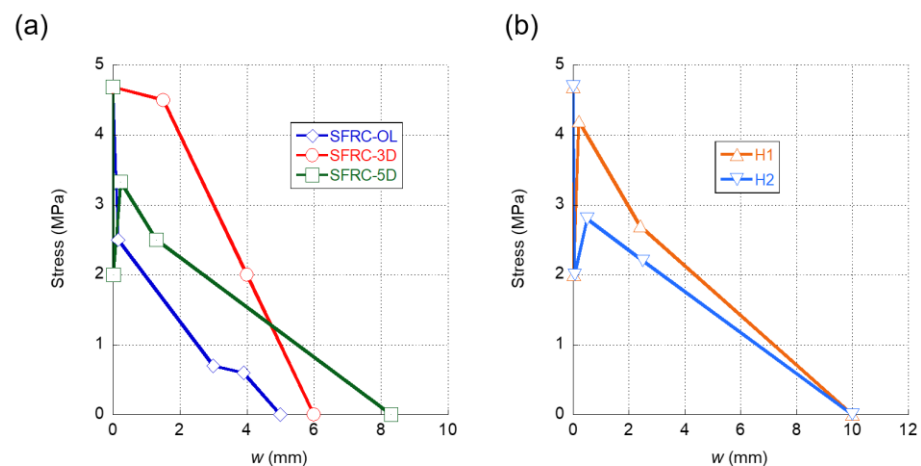 (a)
(b)
5
4
3
2
1
0
Stress (MPa)
0 2 4 6 8 10
w (mm)
SFRC-OL
SFRC-3D
SFRC-5D
5
4
3
2
1
0
Stress (MPa)
0 2 4 6 8 10 12
w (mm)
H1
H2